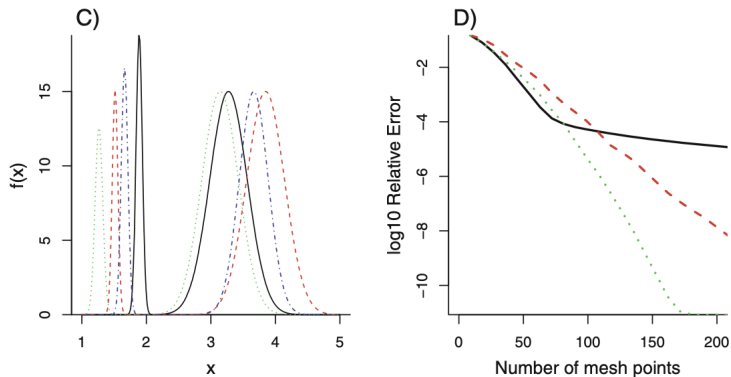 C)
f(x)
15
10
5
0
1 2 3 4 5
x
D)
log10 Relative Error
−2
−4
−6
−8
−10
0 50 100 150 200
Number of mesh points